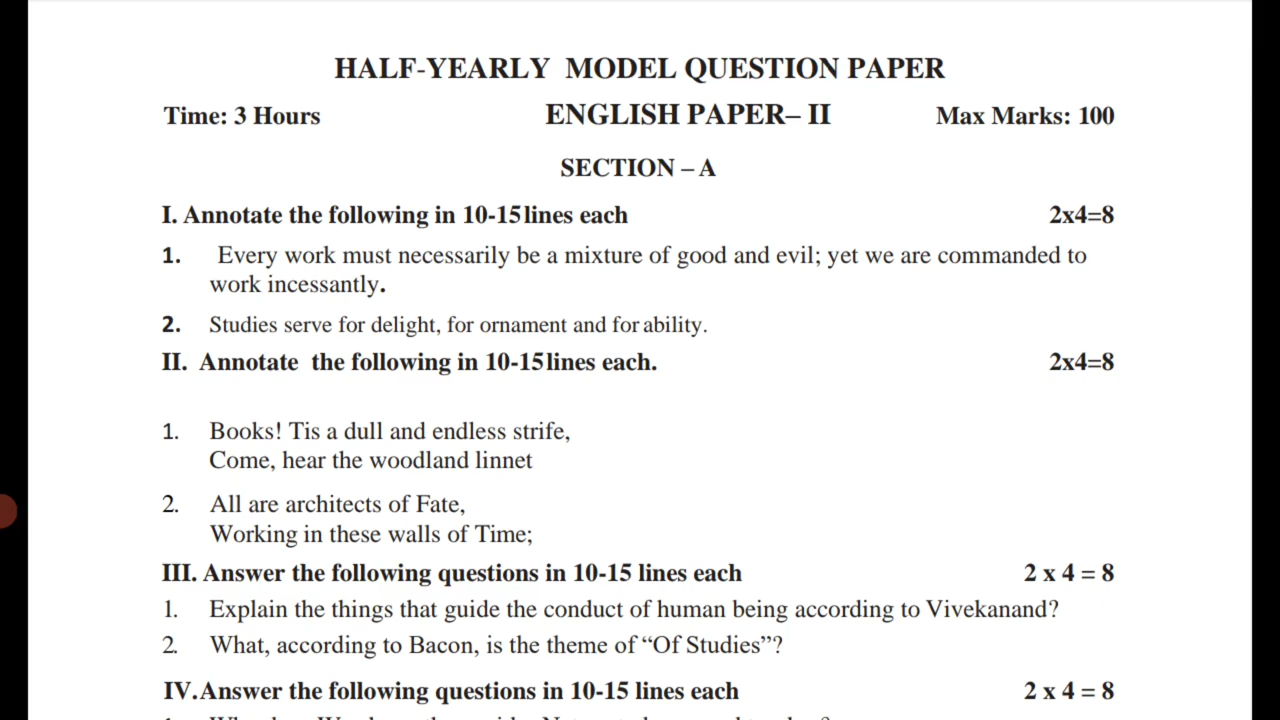 HALF-YEARLY MODEL QUESTION PAPER
Time: 3 Hours ENGLISH PAPER– II Max Marks: 100
SECTION – A
I. Annotate the following in 10-15 lines each 2x4=8
1. Every work must necessarily be a mixture of good and evil; yet we are commanded to
work incessantly.
2. Studies serve for delight, for ornament and for ability.
II. Annotate the following in 10-15 lines each. 2x4=8
1. Books! Tis a dull and endless strife,
Come, hear the woodland linnet
2. All are architects of Fate,
Working in these walls of Time;
III. Answer the following questions in 10-15 lines each 2 x 4 = 8
1. Explain the things that guide the conduct of human being according to Vivekanand?
2. What, according to Bacon, is the theme of “Of Studies”?
IV. Answer the following questions in 10-15 lines each 2 x 4 = 8